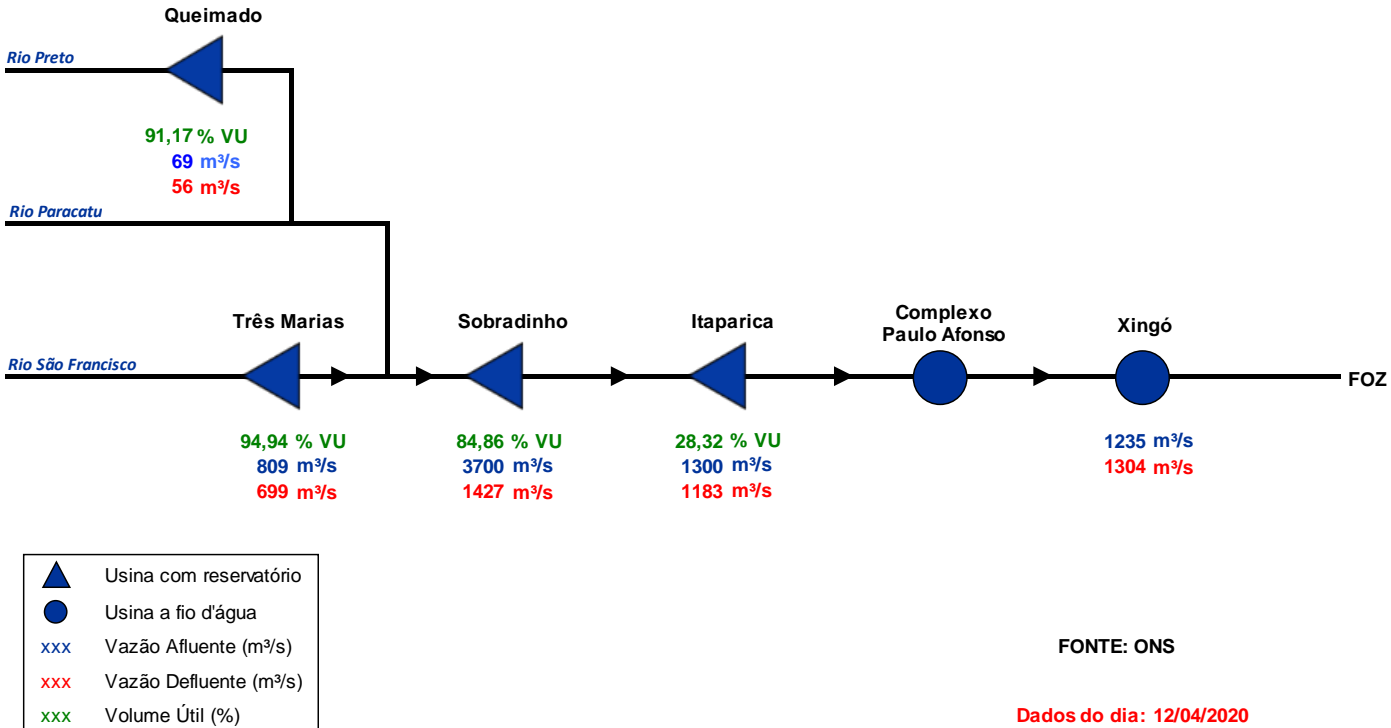 Queimado
Rio Preto
91,17 % VU
69 m³/s
56 m³/s
Rio Paracatu
Três Marias
Sobradinho
Itaparica
Complexo
Paulo Afonso
Xingó
Rio São Francisco
FOZ
94,94 % VU
809 m³/s
699 m³/s
84,86 % VU
3700 m³/s
1427 m³/s
28,32 % VU
1300 m³/s
1183 m³/s
1235 m³/s
1304 m³/s
Usina com reservatório
Usina a fio d'água
xxx Vazão Afluente (m³/s)
xxx Vazão Defluente (m³/s)
xxx Volume Útil (%)
FONTE: ONS
Dados do dia: 12/04/2020